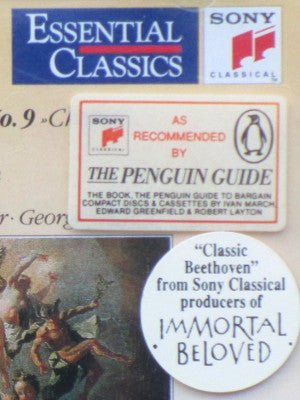 ESSENTIAL
CLASSICS
SONY
CLASSICAL
No. 9 »Ch
SONY
CLASSICAL
AS
RECOMMENDED
BY
THE PENGUIN GUIDE
THE BOOK, THE PENGUIN GUIDE TO BARGAIN
COMPACT DISCS & CASSETTES BY IVAN MARCH,
EDWARD GREENFIELD & ROBERT LAYTON
r · Georg
"Classic
Beethoven"
from Sony Classical
producers of
IMMORTAL
BELOVED